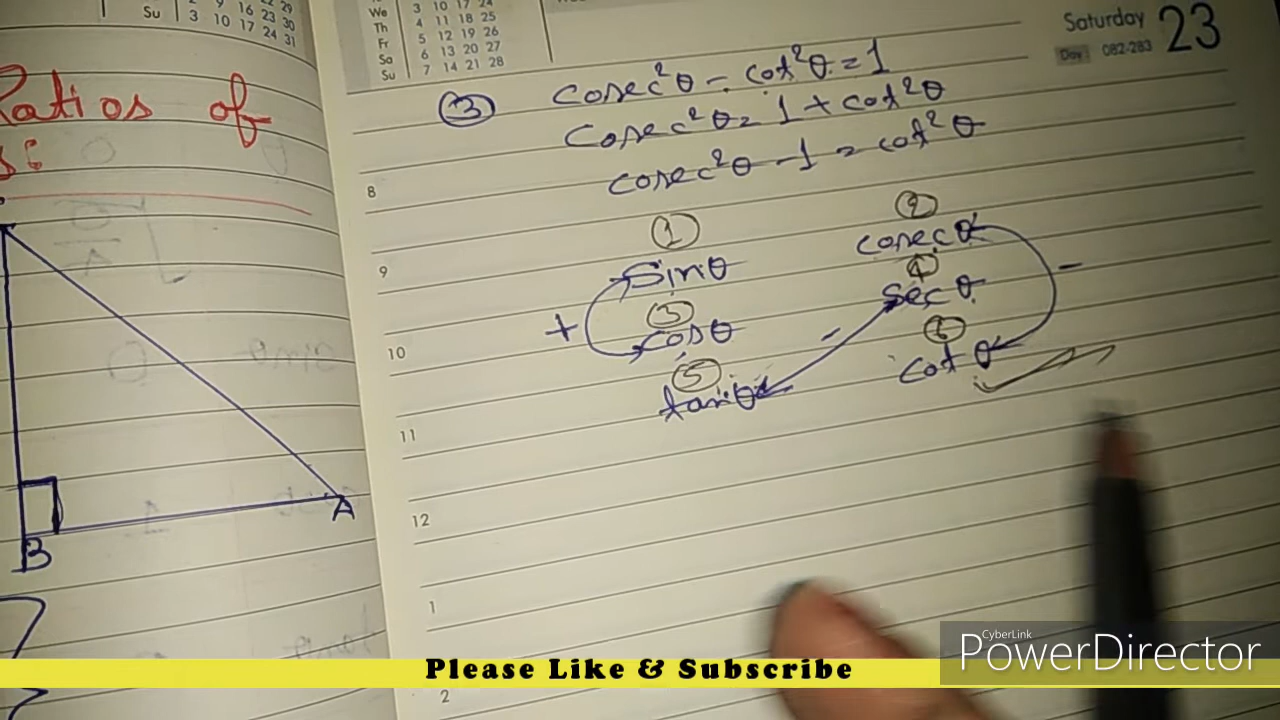 Su 3 10 17 24 31
We 3 10 17 24
Th 4 11 18 25
Fr 5 12 19 26
Sa 6 13 20 27
Su 7 14 21 28
Saturday 23
Day 082-283
Ratios of
s:
B
A
③ cosec²θ - cot²θ = 1
cosec²θ = 1 + cot²θ
cosec²θ - 1 = cot²θ
8
① ②
9
sinθ cosecθ
③ ④
+ - -
10
cosθ secθ
⑤ ⑥
tanθ cotθ
11
12
1
2
CyberLink
PowerDirector
Please Like & Subscribe